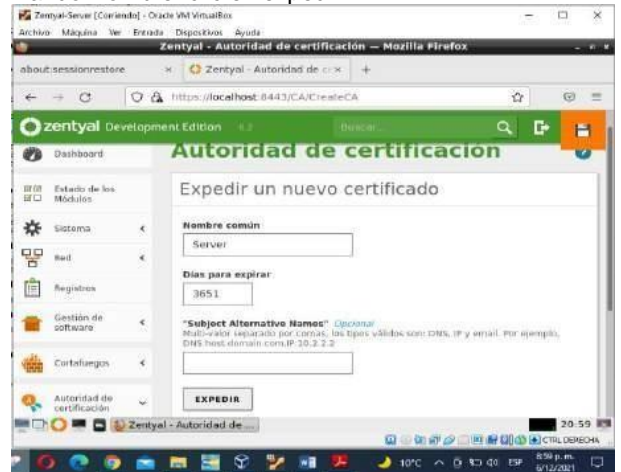 Zentyal-Server [Corriendo] - Oracle VM VirtualBox
Archivo Máquina Ver Entrada Dispositivos Ayuda
Zentyal - Autoridad de certificación — Mozilla Firefox
about:sessionrestore
Zentyal - Autoridad de
https://localhost:8443/CA/CreateCA
zentyal Development Edition
Buscar...
Dashboard
Autoridad de certificación
Estado de los
Módulos
Expedir un nuevo certificado
Sistema
Nombre común
Server
Red
Días para expirar
3651
Registros
Gestión de
software
"Subject Alternative Names" Opcional
Multi-valor separado por comas, los tipos válidos son: DNS, IP y email. Por ejemplo,
DNS:host.domain.com,IP:10.2.2.2
Cortafuegos
Autoridad de
certificación
EXPEDIR
Zentyal - Autoridad de ...
20:59
CTRL DERECHA
10°C
ESP
8:59 p. m.
6/12/2021